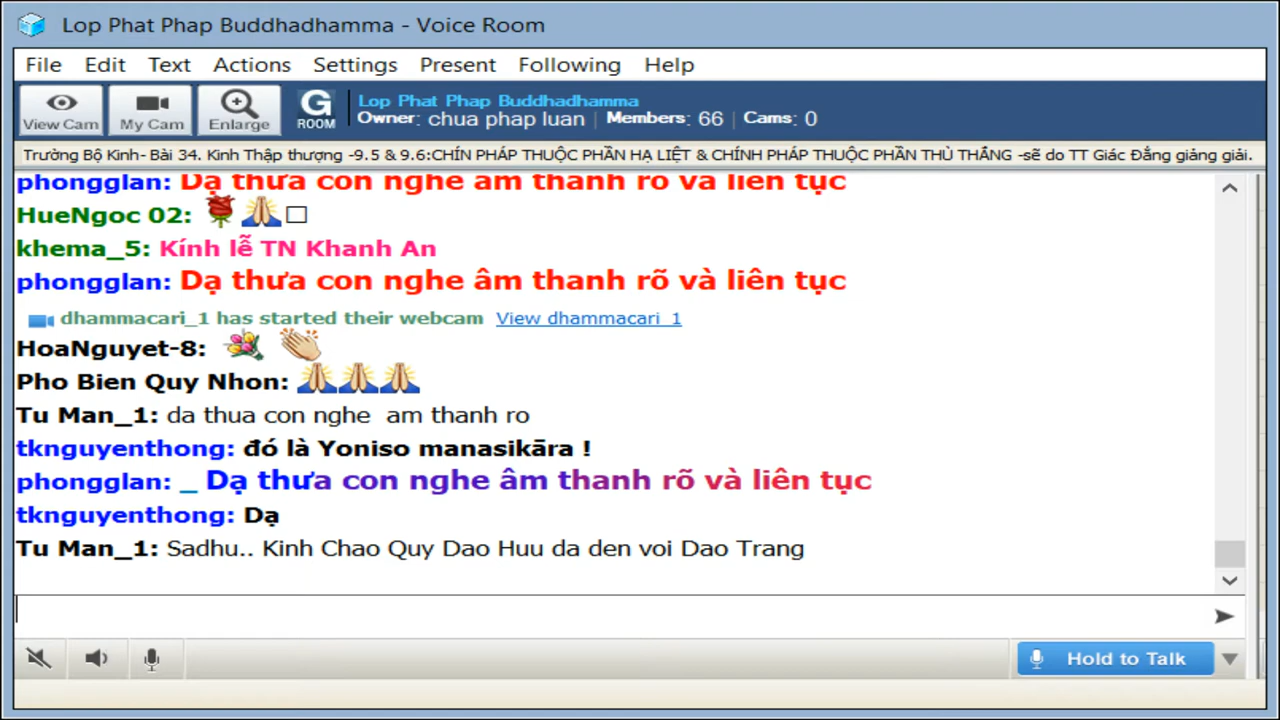 Lop Phat Phap Buddhadhamma - Voice Room
File Edit Text Actions Settings Present Following Help
View Cam My Cam Enlarge G ROOM
Lop Phat Phap Buddhadhamma
Owner: chua phap luan | Members: 66 | Cams: 0
Trường Bộ Kinh- Bài 34. Kinh Thập thượng -9.5 & 9.6:CHÍN PHÁP THUỘC PHẦN HẠ LIỆT & CHÍNH PHÁP THUỘC PHẦN THÙ THẮNG -sẽ do TT Giác Đẳng giảng giải.
phongglan: Dạ thưa con nghe âm thanh rõ và liên tục
HueNgoc 02: 🌹🙏□
khema_5: Kính lễ TN Khanh An
phongglan: Dạ thưa con nghe âm thanh rõ và liên tục
dhammacari_1 has started their webcam View dhammacari_1
HoaNguyet-8: 💐 👏
Pho Bien Quy Nhon: 🙏🙏🙏
Tu Man_1: da thua con nghe am thanh ro
tknguyenthong: đó là Yoniso manasikāra !
phongglan: _ Dạ thưa con nghe âm thanh rõ và liên tục
tknguyenthong: Dạ
Tu Man_1: Sadhu.. Kinh Chao Quy Dao Huu da den voi Dao Trang
Hold to Talk